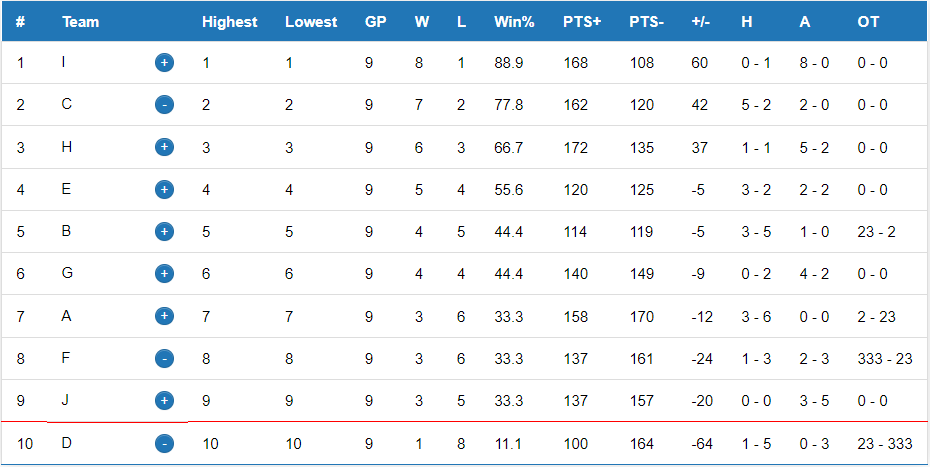 # Team Highest Lowest GP W L Win% PTS+ PTS- +/- H A OT
1 I + 1 1 9 8 1 88.9 168 108 60 0 - 1 8 - 0 0 - 0
2 C - 2 2 9 7 2 77.8 162 120 42 5 - 2 2 - 0 0 - 0
3 H + 3 3 9 6 3 66.7 172 135 37 1 - 1 5 - 2 0 - 0
4 E + 4 4 9 5 4 55.6 120 125 -5 3 - 2 2 - 2 0 - 0
5 B + 5 5 9 4 5 44.4 114 119 -5 3 - 5 1 - 0 23 - 2
6 G + 6 6 9 4 4 44.4 140 149 -9 0 - 2 4 - 2 0 - 0
7 A + 7 7 9 3 6 33.3 158 170 -12 3 - 6 0 - 0 2 - 23
8 F - 8 8 9 3 6 33.3 137 161 -24 1 - 3 2 - 3 333 - 23
9 J + 9 9 9 3 5 33.3 137 157 -20 0 - 0 3 - 5 0 - 0
10 D - 10 10 9 1 8 11.1 100 164 -64 1 - 5 0 - 3 23 - 333